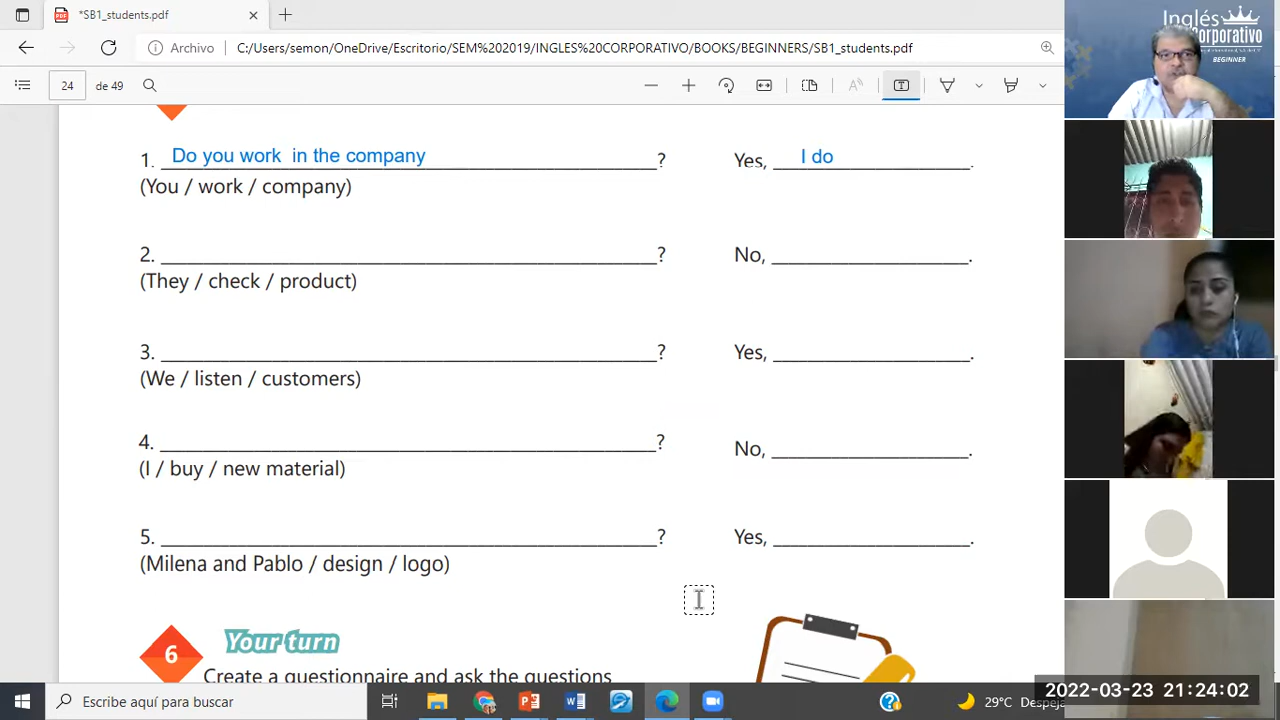 *SB1_students.pdf
Archivo
C:/Users/semon/OneDrive/Escritorio/SEM%202019/INGLES%20CORPORATIVO/BOOKS/BEGINNERS/SB1_students.pdf
24 de 49
Inglés
Corporativo
BEGINNER
1. Do you work in the company ? Yes, I do .
(You / work / company)
2. ? No, .
(They / check / product)
3. ? Yes, .
(We / listen / customers)
4. ? No, .
(I / buy / new material)
5. ? Yes, .
(Milena and Pablo / design / logo)
6 Your turn
Create a questionnaire and ask the questions
Escribe aquí para buscar
29°C Despej
2022-03-23 21:24:02